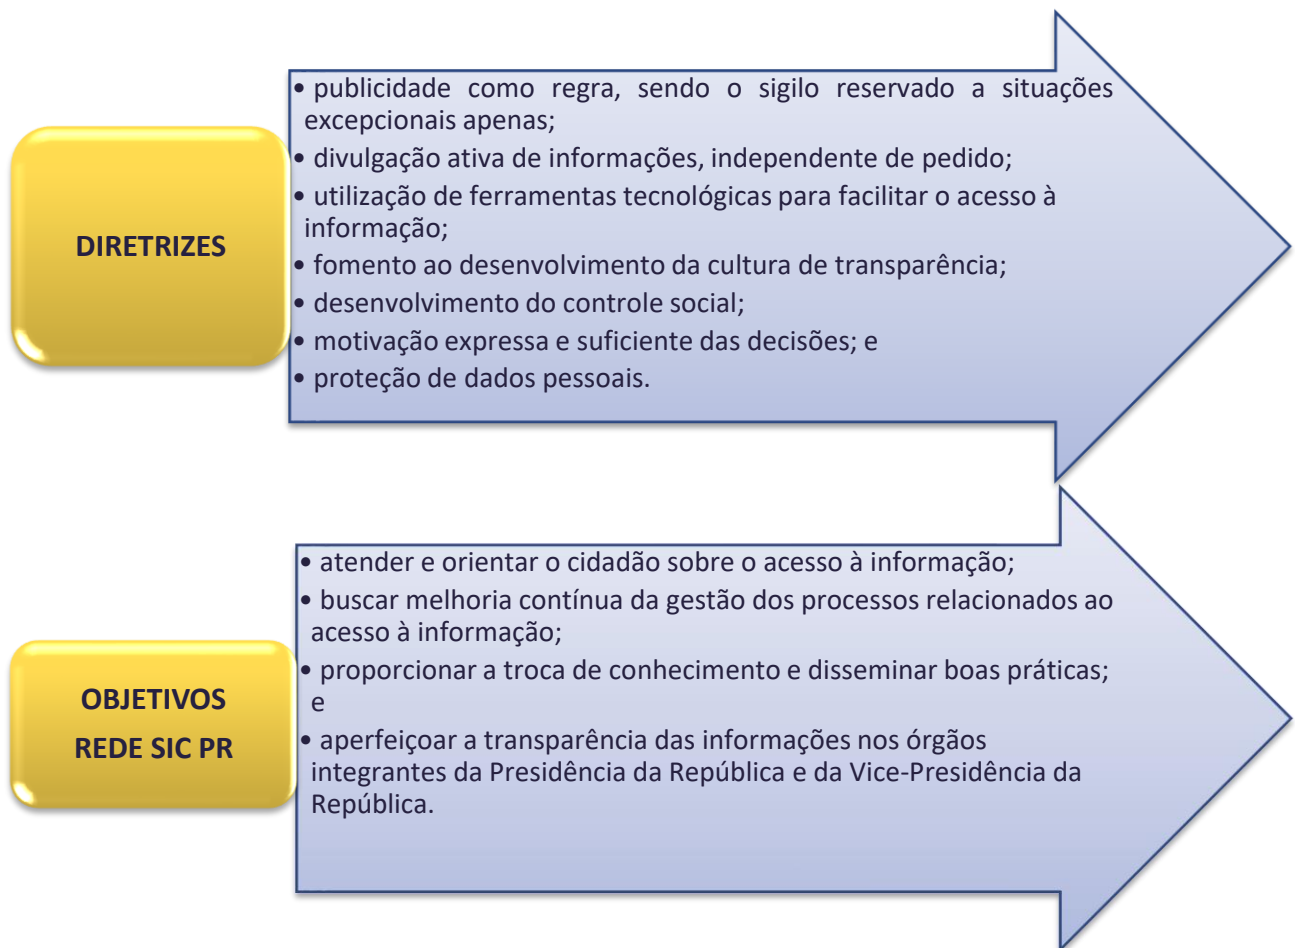 DIRETRIZES
• publicidade como regra, sendo o sigilo reservado a situações
excepcionais apenas;
• divulgação ativa de informações, independente de pedido;
• utilização de ferramentas tecnológicas para facilitar o acesso à
informação;
• fomento ao desenvolvimento da cultura de transparência;
• desenvolvimento do controle social;
• motivação expressa e suficiente das decisões; e
• proteção de dados pessoais.
OBJETIVOS
REDE SIC PR
• atender e orientar o cidadão sobre o acesso à informação;
• buscar melhoria contínua da gestão dos processos relacionados ao
acesso à informação;
• proporcionar a troca de conhecimento e disseminar boas práticas;
e
• aperfeiçoar a transparência das informações nos órgãos
integrantes da Presidência da República e da Vice-Presidência da
República.